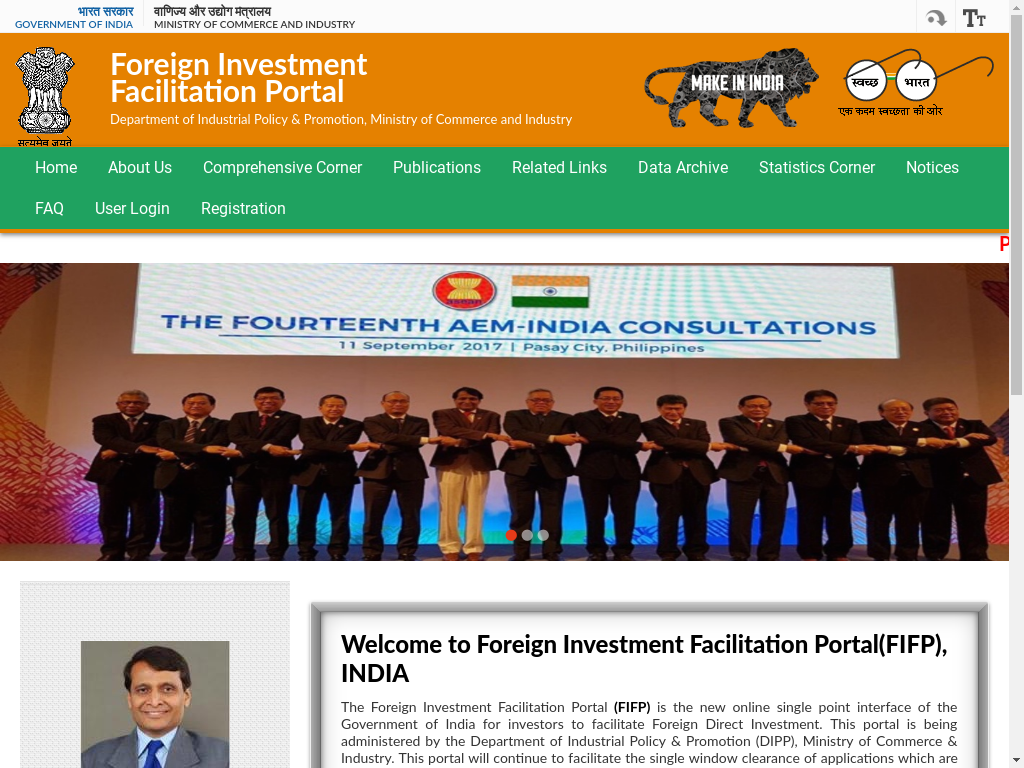 भारत सरकार
GOVERNMENT OF INDIA
वाणिज्य और उद्योग मंत्रालय
MINISTRY OF COMMERCE AND INDUSTRY
सत्यमेव जयते
Foreign Investment
Facilitation Portal
Department of Industrial Policy & Promotion, Ministry of Commerce and Industry
MAKE IN INDIA
स्वच्छ भारत
एक कदम स्वच्छता की ओर
Home About Us Comprehensive Corner Publications Related Links Data Archive Statistics Corner Notices
FAQ User Login Registration
P
THE FOURTEENTH AEM-INDIA CONSULTATIONS
11 September 2017 | Pasay City, Philippines
Welcome to Foreign Investment Facilitation Portal(FIFP),
INDIA
The Foreign Investment Facilitation Portal (FIFP) is the new online single point interface of the
Government of India for investors to facilitate Foreign Direct Investment. This portal is being
administered by the Department of Industrial Policy & Promotion (DIPP), Ministry of Commerce &
Industry. This portal will continue to facilitate the single window clearance of applications which are